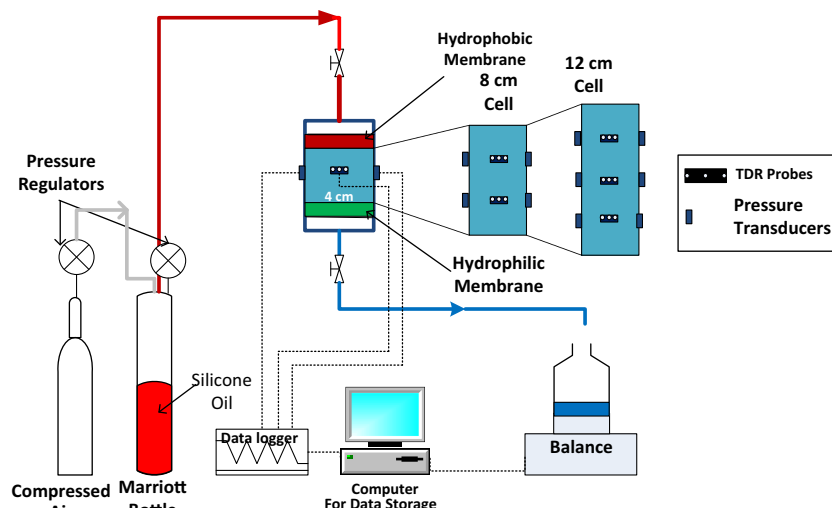 Hydrophobic
Membrane
8 cm
Cell
12 cm
Cell
Pressure
Regulators
4 cm
TDR Probes
Pressure
Transducers
Hydrophilic
Membrane
Silicone
Oil
Data logger
Balance
Compressed
Marriott
Computer
For Data Storage